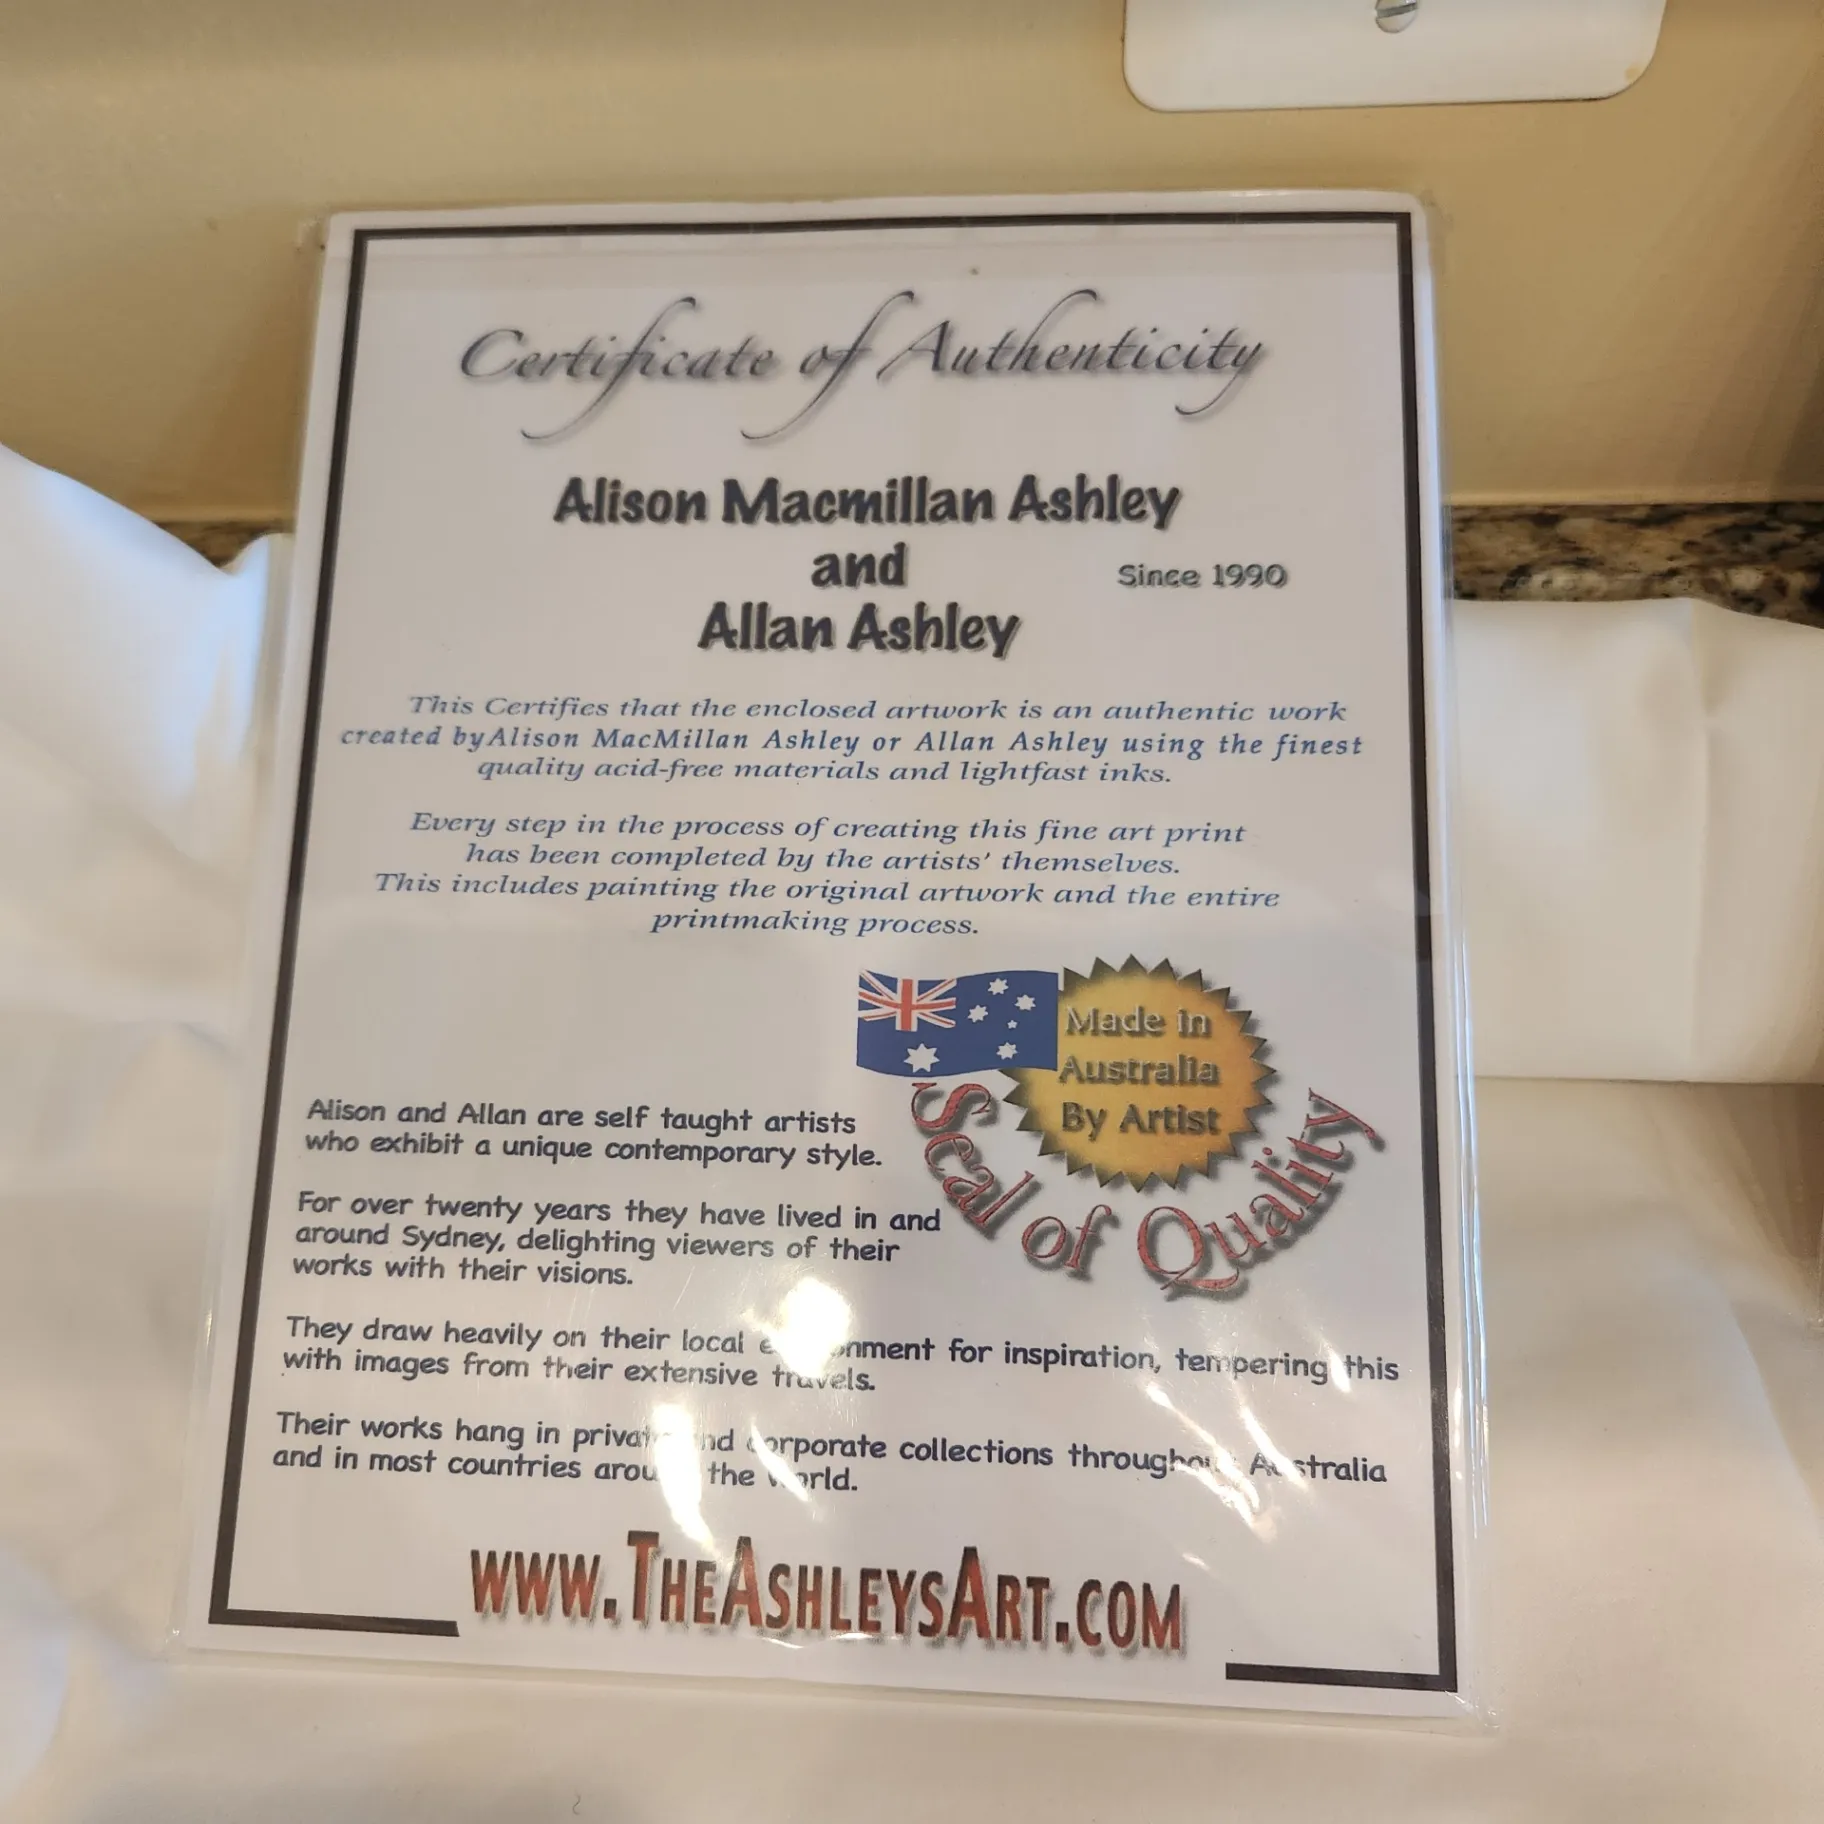 Certificate of Authenticity
Alison Macmillan Ashley
and
Since 1990
Allan Ashley
This Certifies that the enclosed artwork is an authentic work
created byAlison MacMillan Ashley or Allan Ashley using the finest
quality acid-free materials and lightfast inks.
Every step in the process of creating this fine art print
has been completed by the artists' themselves.
This includes painting the original artwork and the entire
printmaking process.
Made in
Australia
By Artist
Seal of Quality
Alison and Allan are self taught artists
who exhibit a unique contemporary style.
For over twenty years they have lived in and
around Sydney, delighting viewers of their
works with their visions.
They draw heavily on their local environment for inspiration, tempering this
with images from their extensive travels.
Their works hang in private and corporate collections throughout Australia
and in most countries around the world.
www.TheAshleysArt.com